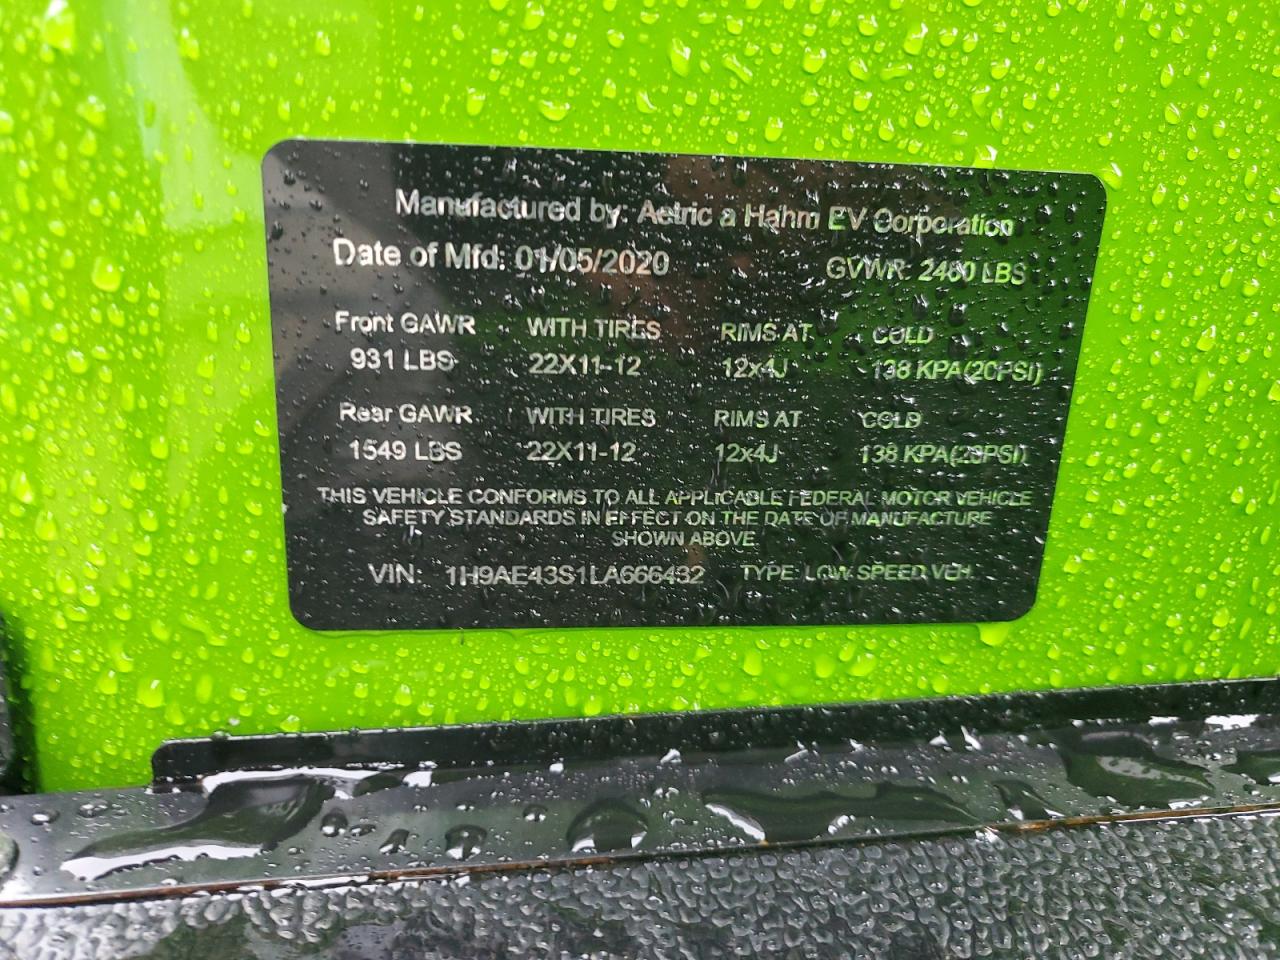 Manufactured by: Aetric a Hahm EV Corporation
Date of Mfd: 01/05/2020 GVWR: 2480 LBS
Front GAWR WITH TIRES RIMS AT COLD
931 LBS 22X11-12 12x4J 138 KPA(20PSI)
Rear GAWR WITH TIRES RIMS AT COLD
1549 LBS 22X11-12 12x4J 138 KPA(20PSI)
THIS VEHICLE CONFORMS TO ALL APPLICABLE FEDERAL MOTOR VEHICLE
SAFETY STANDARDS IN EFFECT ON THE DATE OF MANUFACTURE
SHOWN ABOVE
VIN: 1H9AE43S1LA666432 TYPE: LOW SPEED VEH.